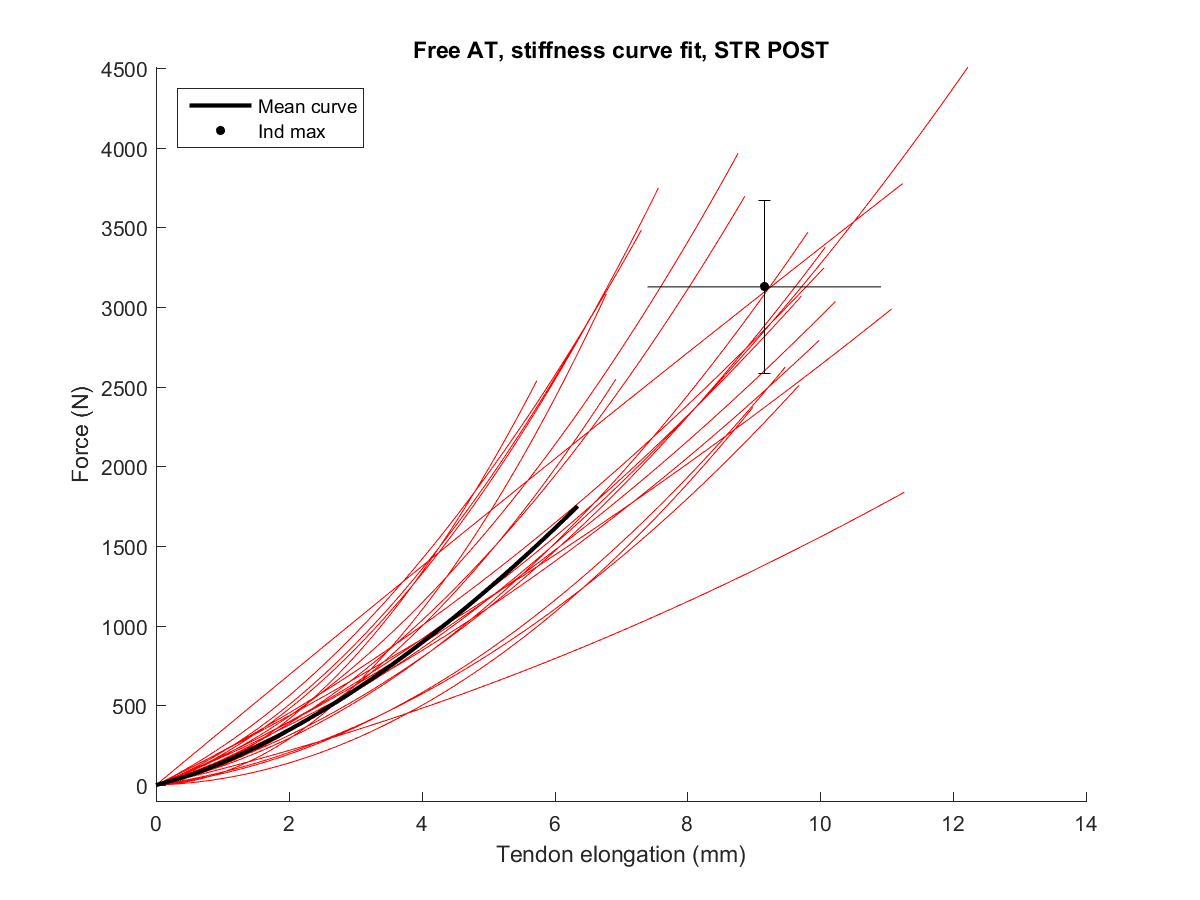 Free AT, stiffness curve fit, STR POST
Mean curve
Ind max
4500
4000
3500
3000
2500
2000
1500
1000
500
0
Force (N)
0 2 4 6 8 10 12 14
Tendon elongation (mm)